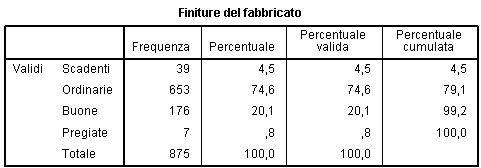 Finiture del fabbricato
Frequenza Percentuale Percentuale valida Percentuale cumulata
Validi Scadenti 39 4,5 4,5 4,5
Ordinarie 653 74,6 74,6 79,1
Buone 176 20,1 20,1 99,2
Pregiate 7 ,8 ,8 100,0
Totale 875 100,0 100,0